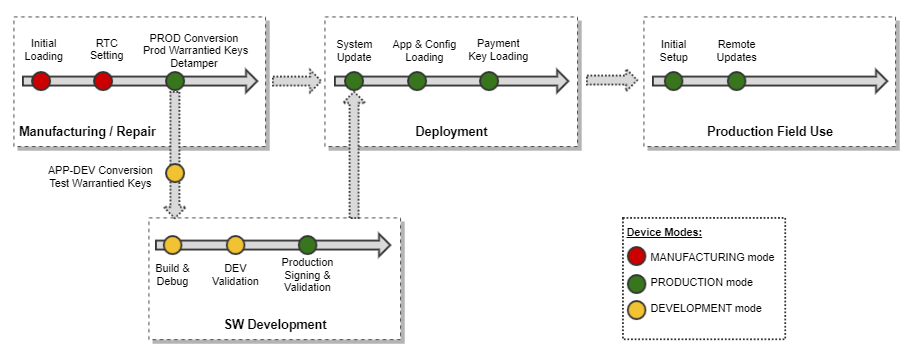 Initial
Loading
RTC
Setting
PROD Conversion
Prod Warrantied Keys
Detamper
Manufacturing / Repair
System
Update
App & Config
Loading
Payment
Key Loading
Deployment
Initial
Setup
Remote
Updates
Production Field Use
APP-DEV Conversion
Test Warrantied Keys
Build &
Debug
DEV
Validation
Production
Signing &
Validation
SW Development
Device Modes:
MANUFACTURING mode
PRODUCTION mode
DEVELOPMENT mode